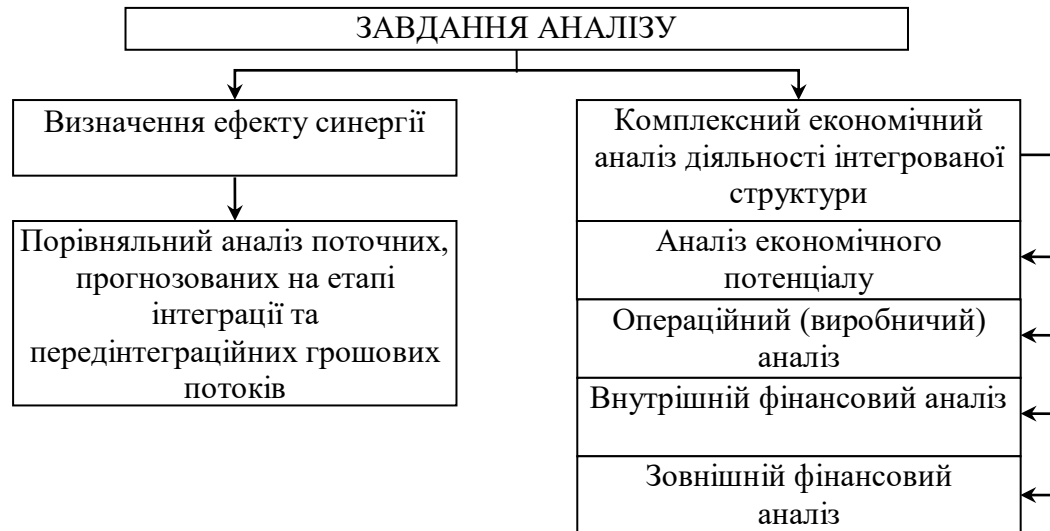 ЗАВДАННЯ АНАЛІЗУ
Визначення ефекту синергії
Порівняльний аналіз поточних,
прогнозованих на етапі
інтеграції та
передінтеграційних грошових
потоків
Комплексний економічний
аналіз діяльності інтегрованої
структури
Аналіз економічного
потенціалу
Операційний (виробничий)
аналіз
Внутрішній фінансовий аналіз
Зовнішній фінансовий
аналіз